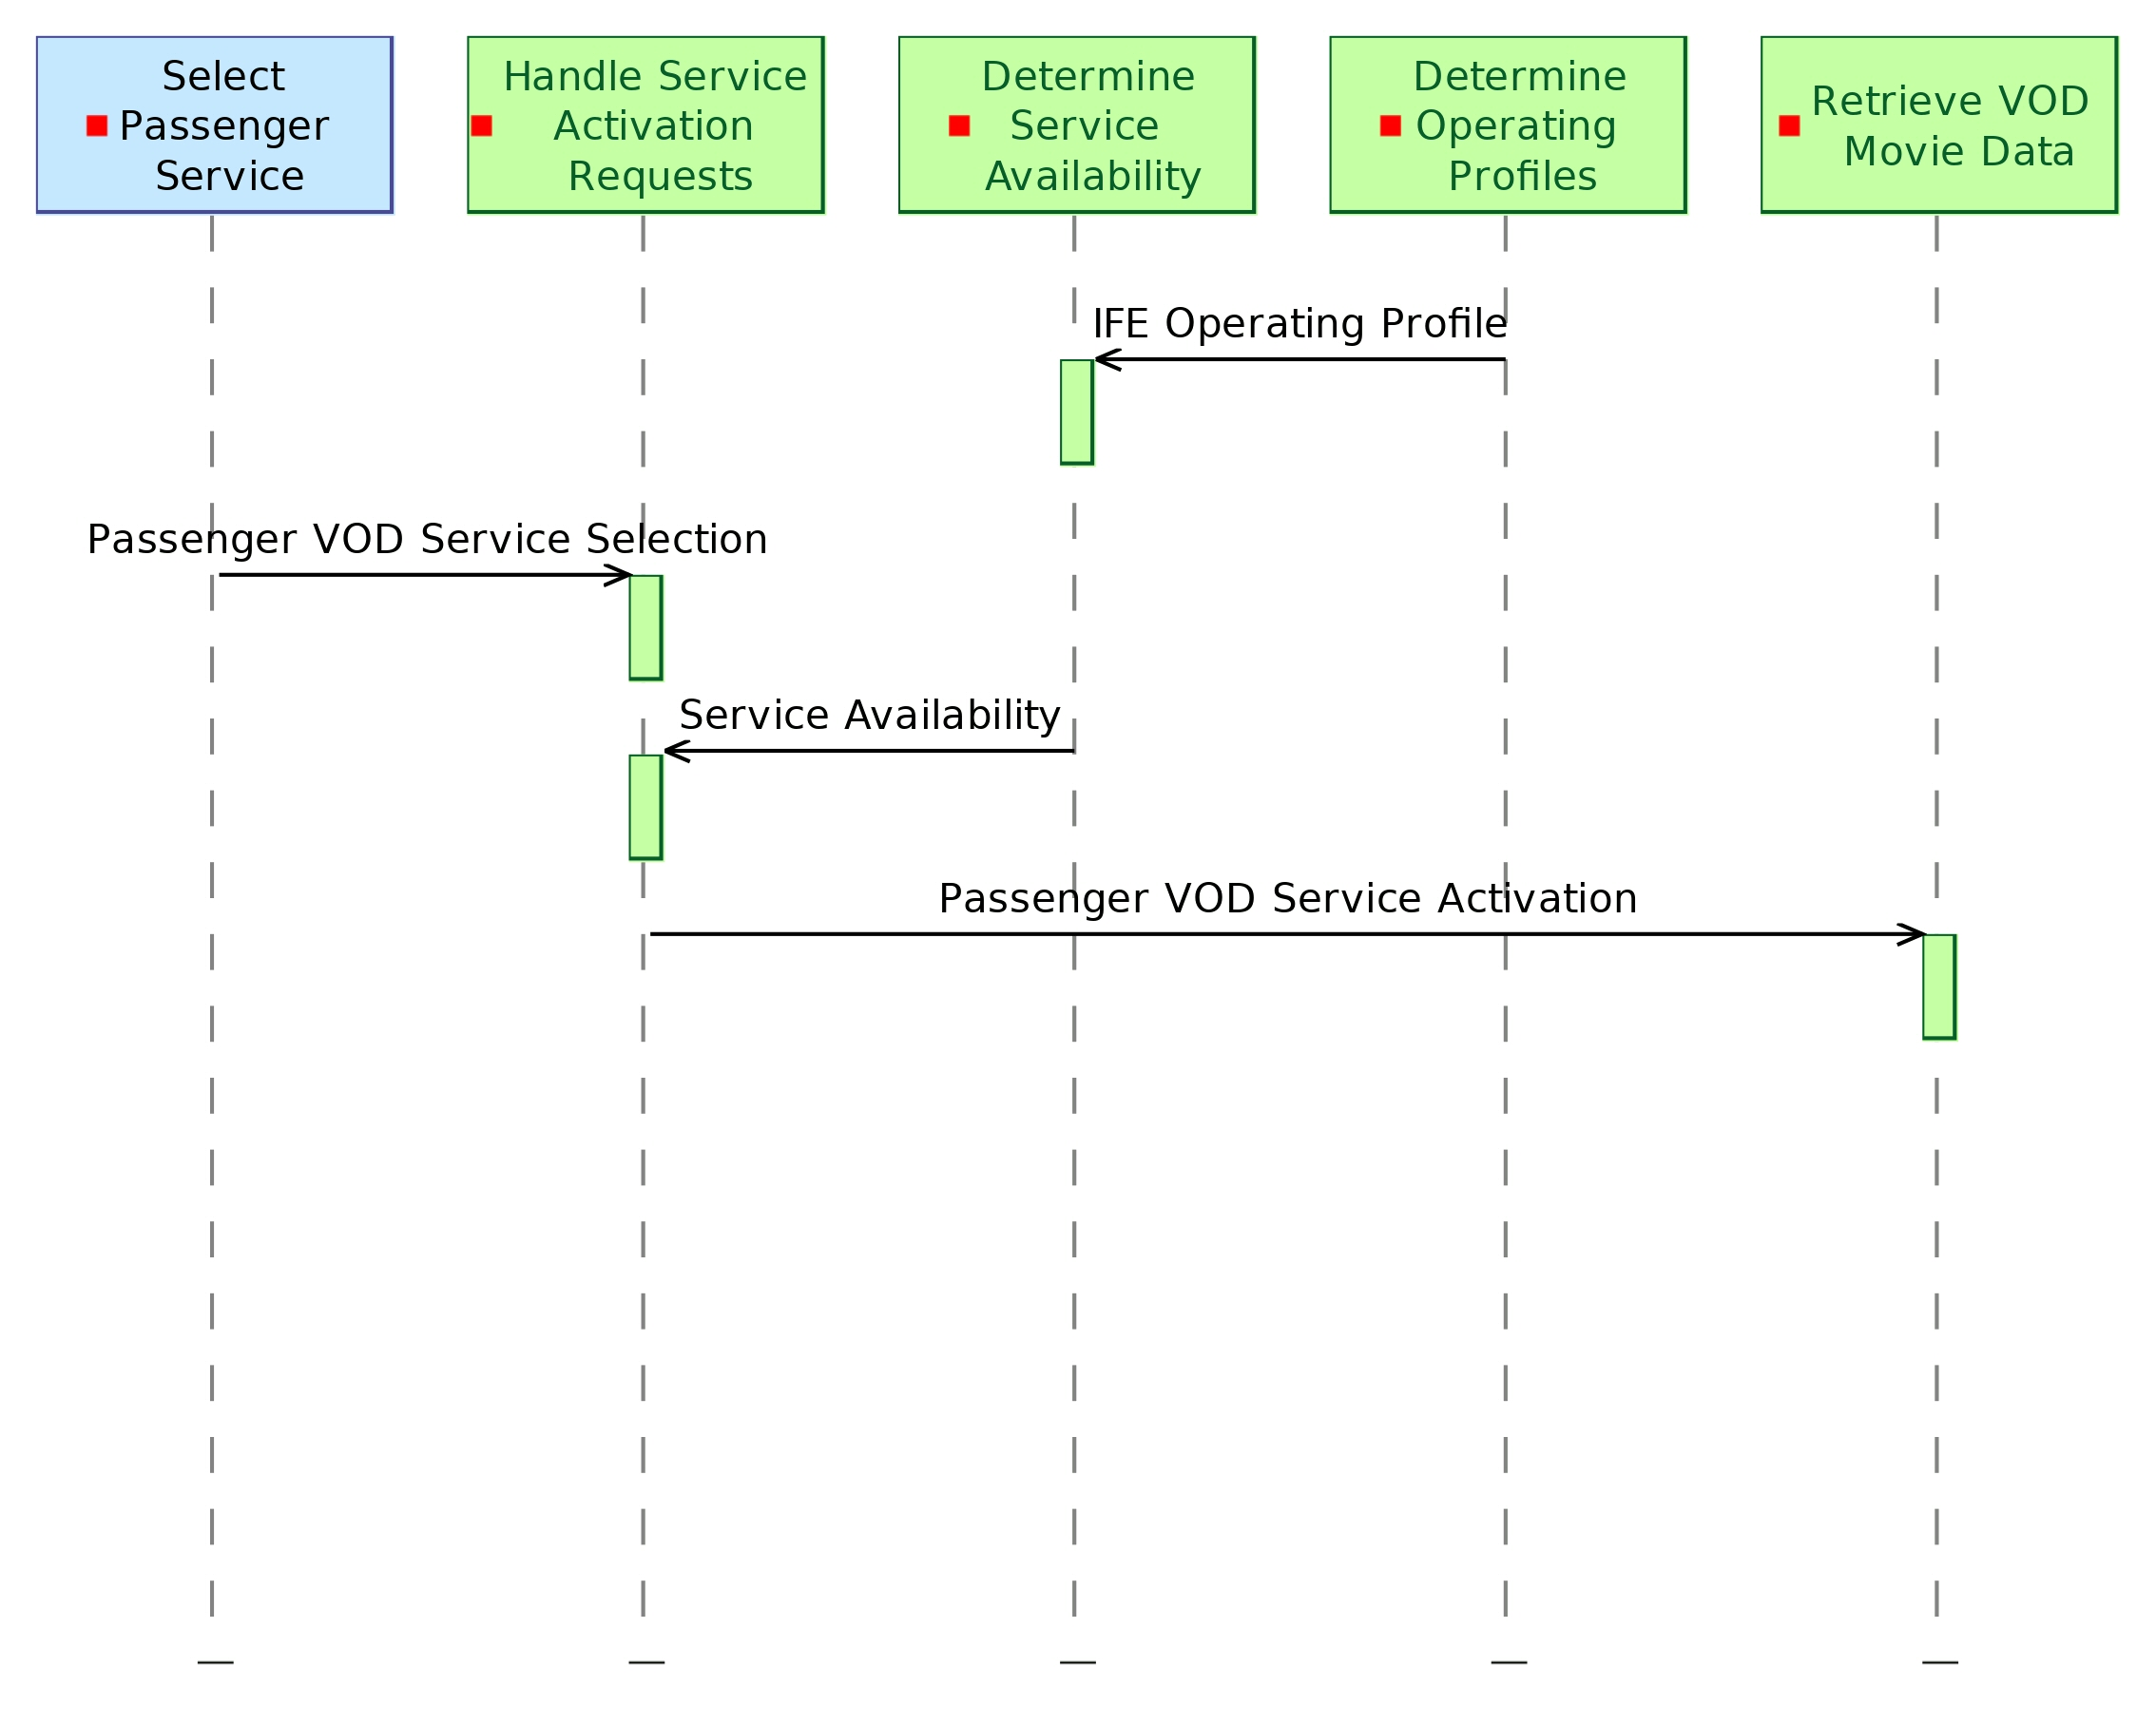 Select
Passenger
Service
Handle Service
Activation
Requests
Determine
Service
Availability
Determine
Operating
Profiles
Retrieve VOD
Movie Data
IFE Operating Profile
Passenger VOD Service Selection
Service Availability
Passenger VOD Service Activation